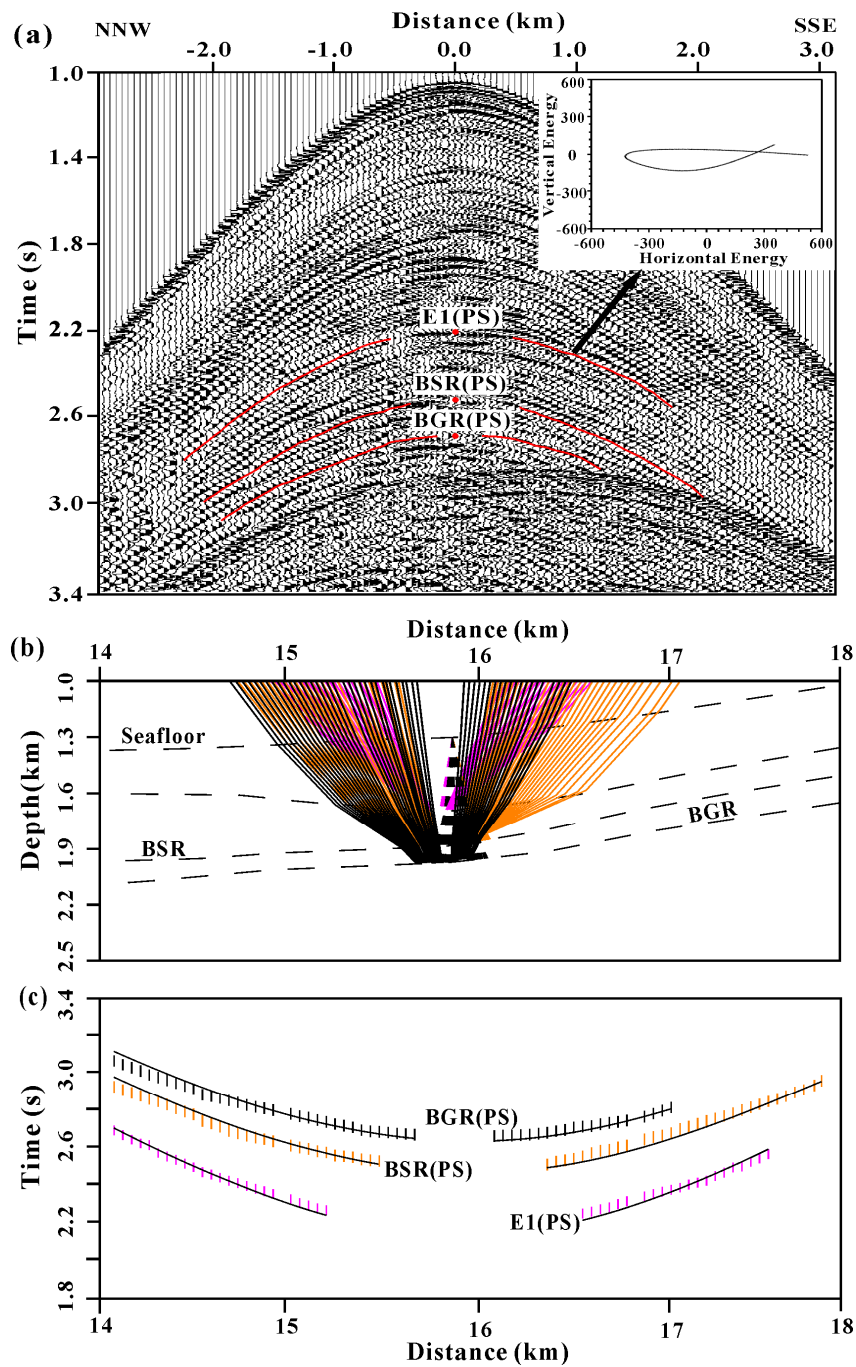 (a)
NNW
Distance (km)
SSE
-2.0 -1.0 0.0 1.0 2.0 3.0
1.0
1.4
1.8
2.2
2.6
3.0
3.4
Time (s)
600
300
0
-300
-600
Vertical Energy
-600 -300 0 300 600
Horizontal Energy
E1(PS)
BSR(PS)
BGR(PS)
(b)
Distance (km)
14 15 16 17 18
1.0
1.3
1.6
1.9
2.2
2.5
Depth(km)
Seafloor
BSR
BGR
(c)
3.4
3.0
2.6
2.2
1.8
Time (s)
BGR(PS)
BSR(PS)
E1(PS)
14 15 16 17 18
Distance (km)